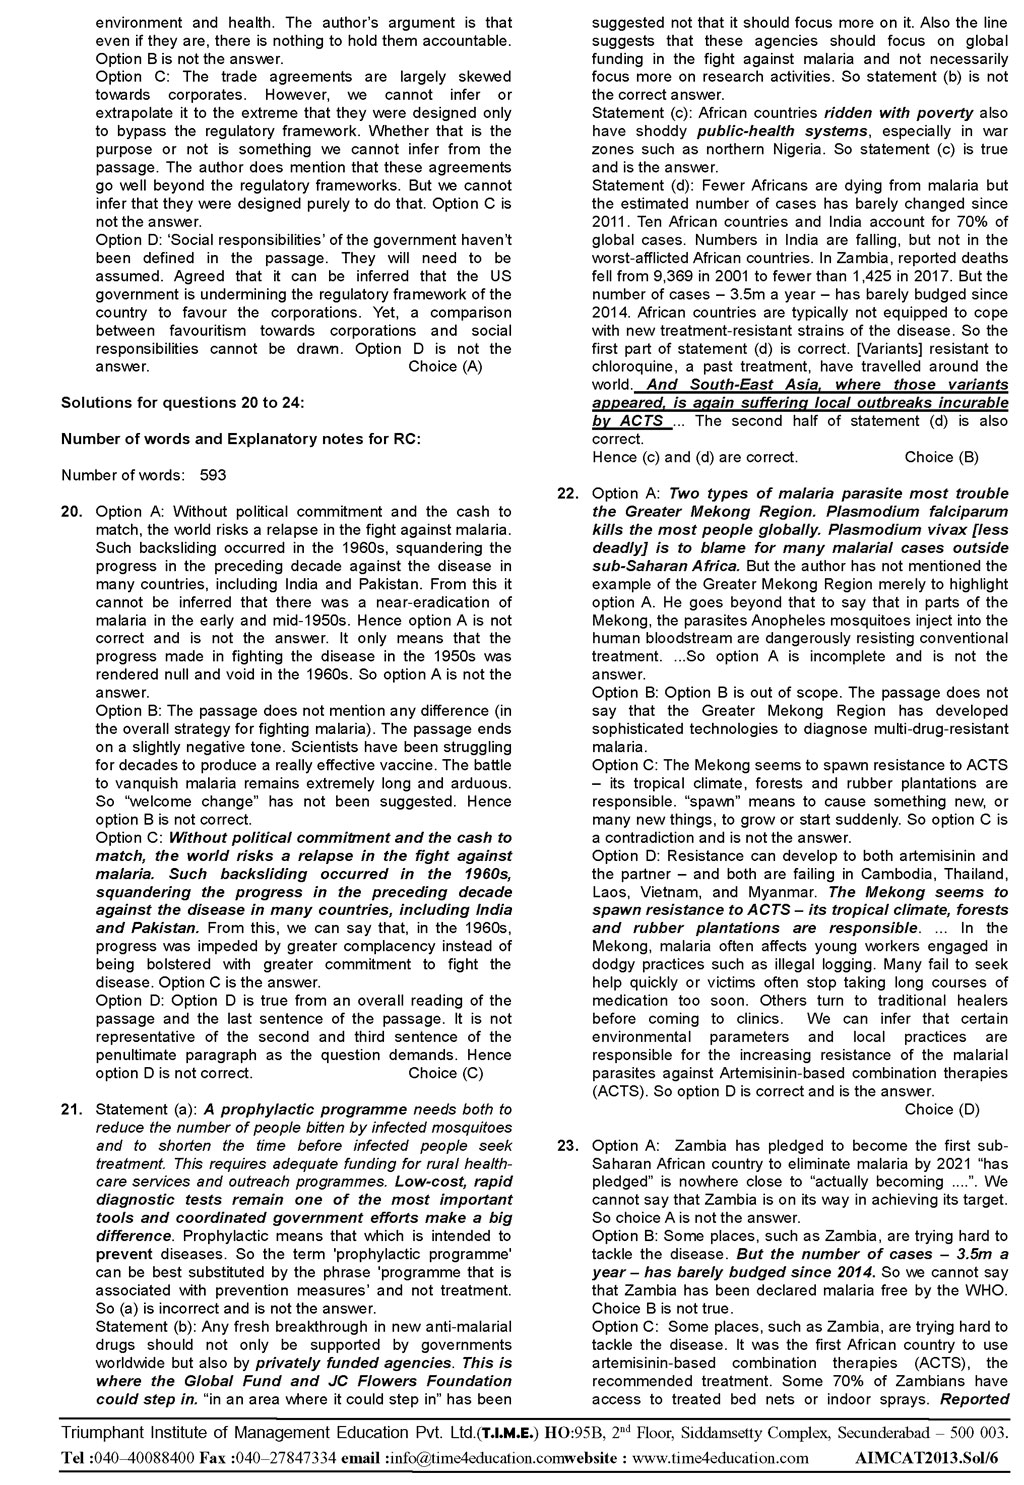 environment and health. The author's argument is that
even if they are, there is nothing to hold them accountable.
Option B is not the answer.
Option C: The trade agreements are largely skewed
towards corporates. However, we cannot infer or
extrapolate it to the extreme that they were designed only
to bypass the regulatory framework. Whether that is the
purpose or not is something we cannot infer from the
passage. The author does mention that these agreements
go well beyond the regulatory frameworks. But we cannot
infer that they were designed purely to do that. Option C is
not the answer.
Option D: 'Social responsibilities' of the government haven't
been defined in the passage. They will need to be
assumed. Agreed that it can be inferred that the US
government is undermining the regulatory framework of the
country to favour the corporations. Yet, a comparison
between favouritism towards corporations and social
responsibilities cannot be drawn. Option D is not the
answer. Choice (A)
Solutions for questions 20 to 24:
Number of words and Explanatory notes for RC:
Number of words: 593
20. Option A: Without political commitment and the cash to
match, the world risks a relapse in the fight against malaria.
Such backsliding occurred in the 1960s, squandering the
progress in the preceding decade against the disease in
many countries, including India and Pakistan. From this it
cannot be inferred that there was a near-eradication of
malaria in the early and mid-1950s. Hence option A is not
correct and is not the answer. It only means that the
progress made in fighting the disease in the 1950s was
rendered null and void in the 1960s. So option A is not the
answer.
Option B: The passage does not mention any difference (in
the overall strategy for fighting malaria). The passage ends
on a slightly negative tone. Scientists have been struggling
for decades to produce a really effective vaccine. The battle
to vanquish malaria remains extremely long and arduous.
So "welcome change" has not been suggested. Hence
option B is not correct.
Option C: Without political commitment and the cash to
match, the world risks a relapse in the fight against
malaria. Such backsliding occurred in the 1960s,
squandering the progress in the preceding decade
against the disease in many countries, including India
and Pakistan. From this, we can say that, in the 1960s,
progress was impeded by greater complacency instead of
being bolstered with greater commitment to fight the
disease. Option C is the answer.
Option D: Option D is true from an overall reading of the
passage and the last sentence of the passage. It is not
representative of the second and third sentence of the
penultimate paragraph as the question demands. Hence
option D is not correct. Choice (C)
21. Statement (a): A prophylactic programme needs both to
reduce the number of people bitten by infected mosquitoes
and to shorten the time before infected people seek
treatment. This requires adequate funding for rural health-
care services and outreach programmes. Low-cost, rapid
diagnostic tests remain one of the most important
tools and coordinated government efforts make a big
difference. Prophylactic means that which is intended to
prevent diseases. So the term 'prophylactic programme'
can be best substituted by the phrase 'programme that is
associated with prevention measures' and not treatment.
So (a) is incorrect and is not the answer.
Statement (b): Any fresh breakthrough in new anti-malarial
drugs should not only be supported by governments
worldwide but also by privately funded agencies. This is
where the Global Fund and JC Flowers Foundation
could step in. "in an area where it could step in" has been
suggested not that it should focus more on it. Also the line
suggests that these agencies should focus on global
funding in the fight against malaria and not necessarily
focus more on research activities. So statement (b) is not
the correct answer.
Statement (c): African countries ridden with poverty also
have shoddy public-health systems, especially in war
zones such as northern Nigeria. So statement (c) is true
and is the answer.
Statement (d): Fewer Africans are dying from malaria but
the estimated number of cases has barely changed since
2011. Ten African countries and India account for 70% of
global cases. Numbers in India are falling, but not in the
worst-afflicted African countries. In Zambia, reported deaths
fell from 9,369 in 2001 to fewer than 1,425 in 2017. But the
number of cases – 3.5m a year – has barely budged since
2014. African countries are typically not equipped to cope
with new treatment-resistant strains of the disease. So the
first part of statement (d) is correct. [Variants] resistant to
chloroquine, a past treatment, have travelled around the
world. And South-East Asia, where those variants
appeared, is again suffering local outbreaks incurable
by ACTS ... The second half of statement (d) is also
correct.
Hence (c) and (d) are correct. Choice (B)
22. Option A: Two types of malaria parasite most trouble
the Greater Mekong Region. Plasmodium falciparum
kills the most people globally. Plasmodium vivax [less
deadly] is to blame for many malarial cases outside
sub-Saharan Africa. But the author has not mentioned the
example of the Greater Mekong Region merely to highlight
option A. He goes beyond that to say that in parts of the
Mekong, the parasites Anopheles mosquitoes inject into the
human bloodstream are dangerously resisting conventional
treatment. ...So option A is incomplete and is not the
answer.
Option B: Option B is out of scope. The passage does not
say that the Greater Mekong Region has developed
sophisticated technologies to diagnose multi-drug-resistant
malaria.
Option C: The Mekong seems to spawn resistance to ACTS
– its tropical climate, forests and rubber plantations are
responsible. "spawn" means to cause something new, or
many new things, to grow or start suddenly. So option C is
a contradiction and is not the answer.
Option D: Resistance can develop to both artemisinin and
the partner – and both are failing in Cambodia, Thailand,
Laos, Vietnam, and Myanmar. The Mekong seems to
spawn resistance to ACTS – its tropical climate, forests
and rubber plantations are responsible. ... In the
Mekong, malaria often affects young workers engaged in
dodgy practices such as illegal logging. Many fail to seek
help quickly or victims often stop taking long courses of
medication too soon. Others turn to traditional healers
before coming to clinics. We can infer that certain
environmental parameters and local practices are
responsible for the increasing resistance of the malarial
parasites against Artemisinin-based combination therapies
(ACTS). So option D is correct and is the answer.
Choice (D)
23. Option A: Zambia has pledged to become the first sub-
Saharan African country to eliminate malaria by 2021 "has
pledged" is nowhere close to "actually becoming ....". We
cannot say that Zambia is on its way in achieving its target.
So choice A is not the answer.
Option B: Some places, such as Zambia, are trying hard to
tackle the disease. But the number of cases – 3.5m a
year – has barely budged since 2014. So we cannot say
that Zambia has been declared malaria free by the WHO.
Choice B is not true.
Option C: Some places, such as Zambia, are trying hard to
tackle the disease. It was the first African country to use
artemisinin-based combination therapies (ACTS), the
recommended treatment. Some 70% of Zambians have
access to treated bed nets or indoor sprays. Reported
Triumphant Institute of Management Education Pvt. Ltd.(T.I.M.E.) HO:95B, 2nd Floor, Siddamsetty Complex, Secunderabad – 500 003.
Tel :040–40088400 Fax :040–27847334 email :info@time4education.comwebsite : www.time4education.com AIMCAT2013.Sol/6